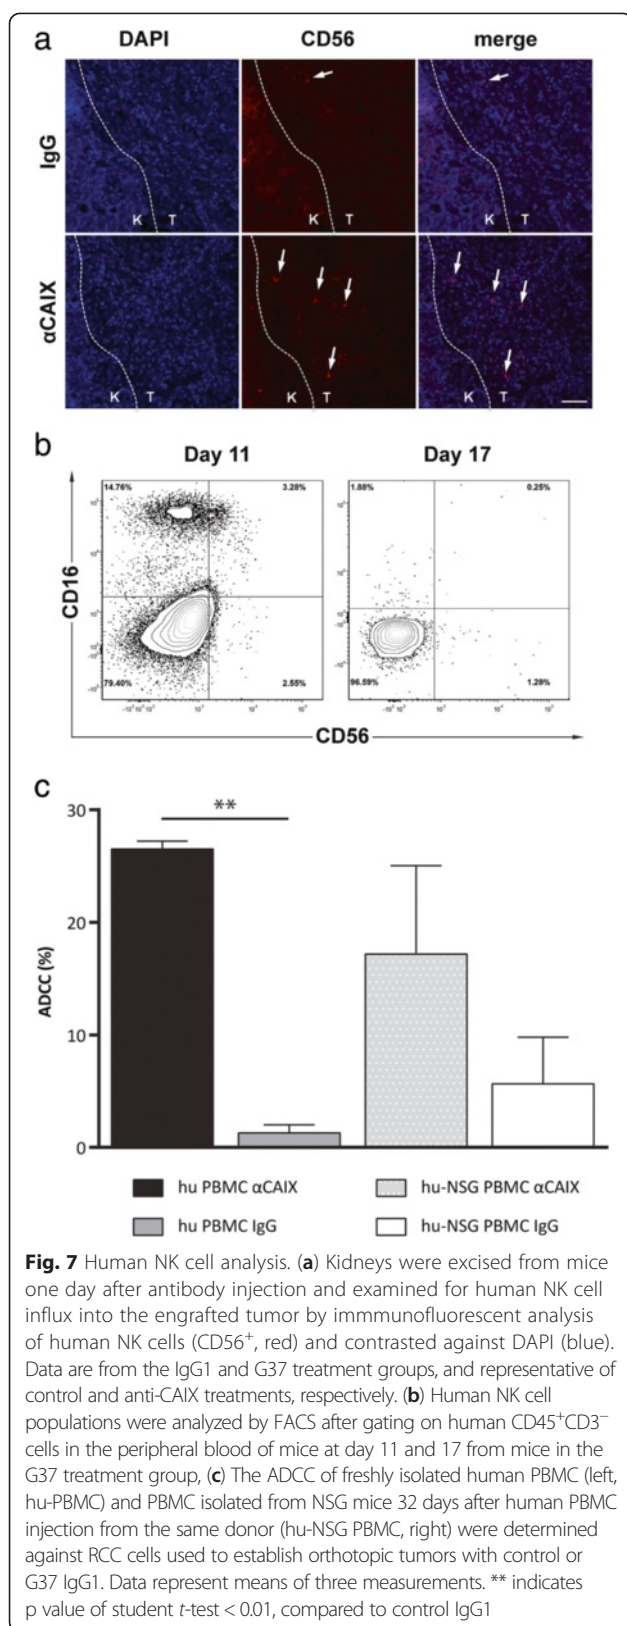 a
DAPI CD56 merge
IgG
K T K T K T
αCAIX
K T K T K T
b
Day 11 Day 17
14.76% 3.28% 1.88% 0.25%
CD16
79.40% 2.55% 96.59% 1.28%
CD56
c
30
**
20
ADCC (%)
10
0
hu PBMC αCAIX hu-NSG PBMC αCAIX
hu PBMC IgG hu-NSG PBMC IgG
Fig. 7 Human NK cell analysis. (a) Kidneys were excised from mice
one day after antibody injection and examined for human NK cell
influx into the engrafted tumor by immmunofluorescent analysis
of human NK cells (CD56+, red) and contrasted against DAPI (blue).
Data are from the IgG1 and G37 treatment groups, and representative of
control and anti-CAIX treatments, respectively. (b) Human NK cell
populations were analyzed by FACS after gating on human CD45+CD3−
cells in the peripheral blood of mice at day 11 and 17 from mice in the
G37 treatment group, (c) The ADCC of freshly isolated human PBMC (left,
hu-PBMC) and PBMC isolated from NSG mice 32 days after human PBMC
injection from the same donor (hu-NSG PBMC, right) were determined
against RCC cells used to establish orthotopic tumors with control or
G37 IgG1. Data represent means of three measurements. ** indicates
p value of student t-test < 0.01, compared to control IgG1